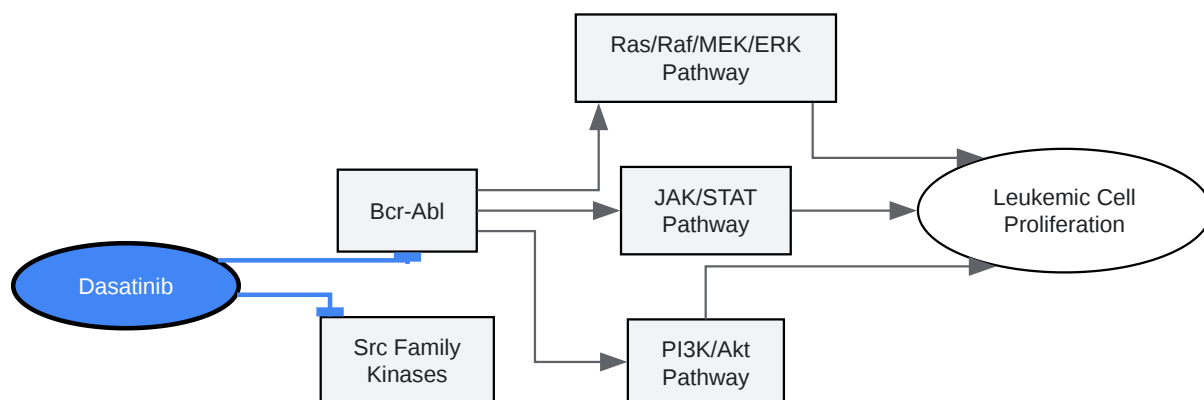 Ras/Raf/MEK/ERK
Pathway
Bcr-Abl
JAK/STAT
Pathway
Leukemic Cell
Proliferation
Dasatinib
Src Family
Kinases
PI3K/Akt
Pathway